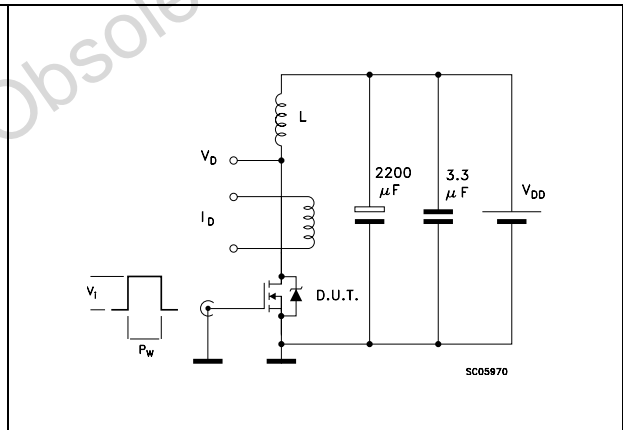 Obsole
L
V_D
I_D
2200
μF
3.3
μF
V_DD
D.U.T.
V_i
P_W
SC05970